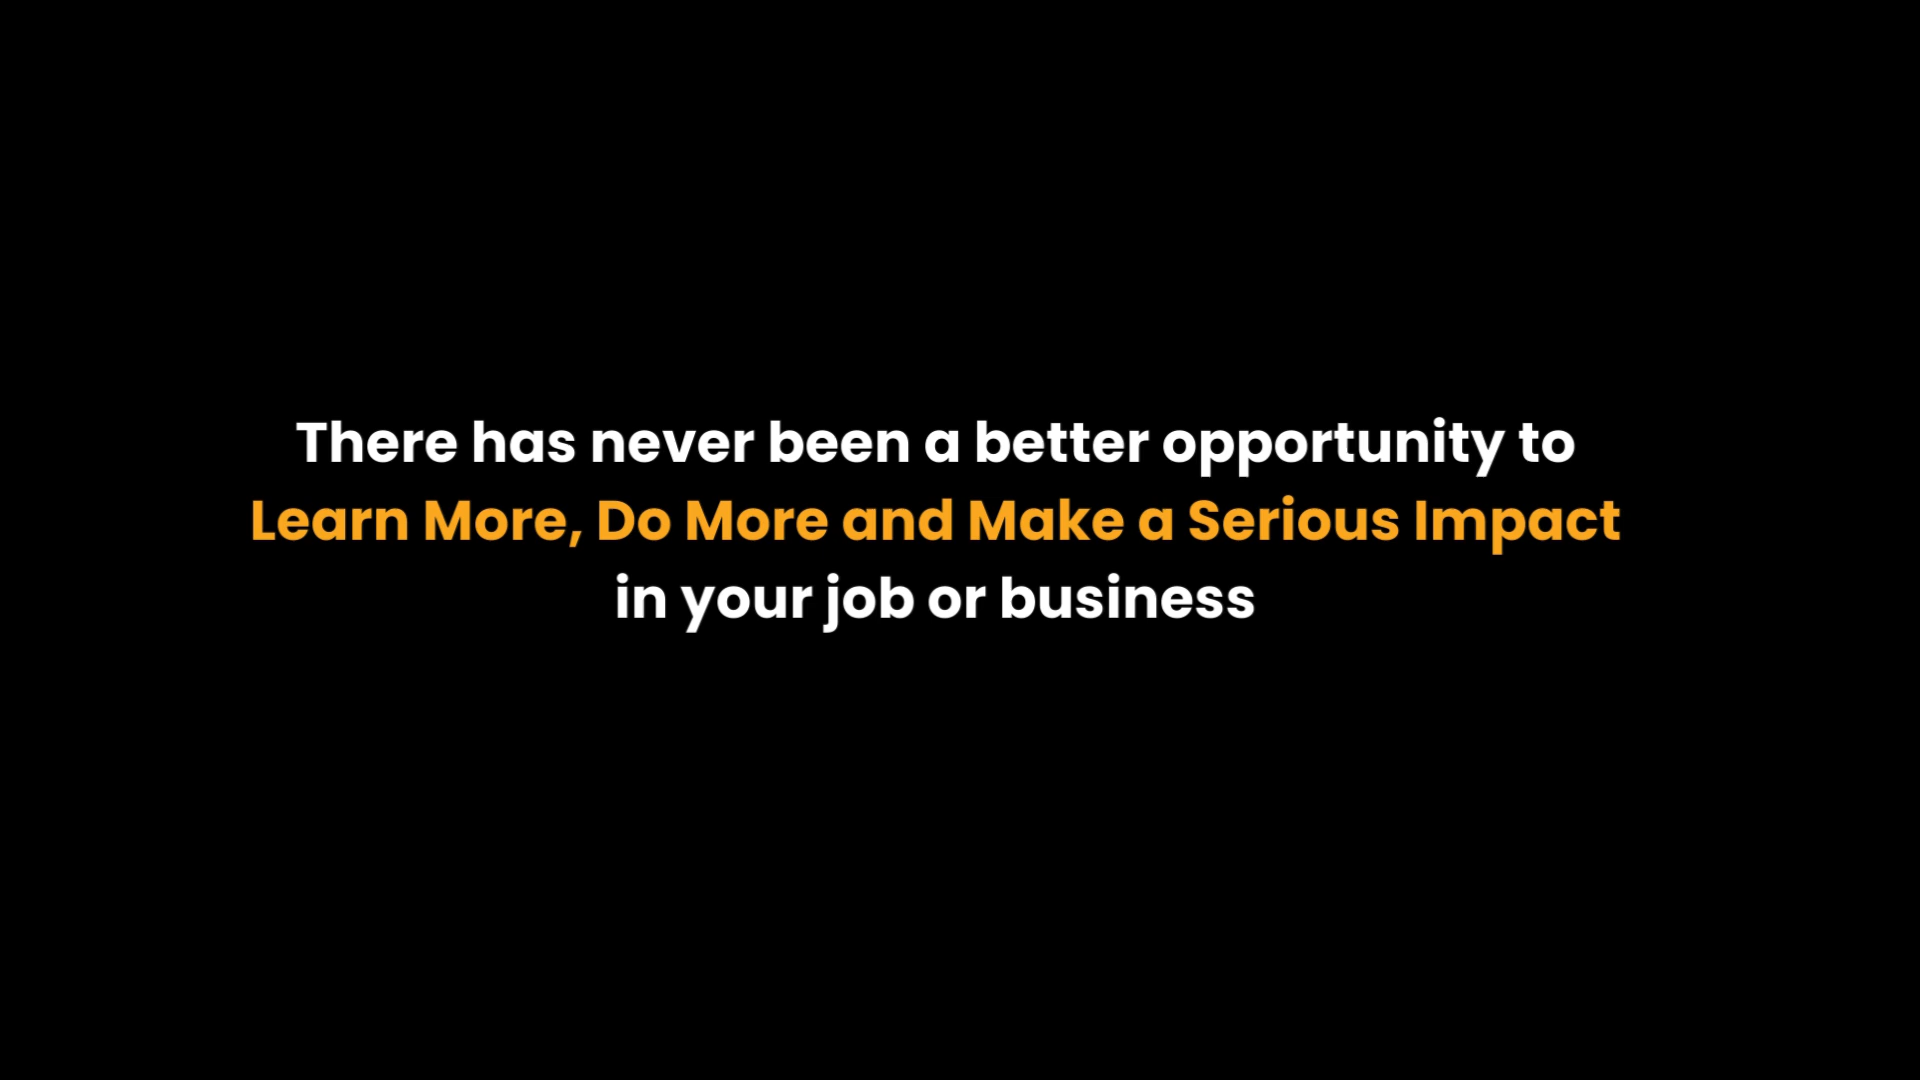 There has never been a better opportunity to
Learn More, Do More and Make a Serious Impact
in your job or business